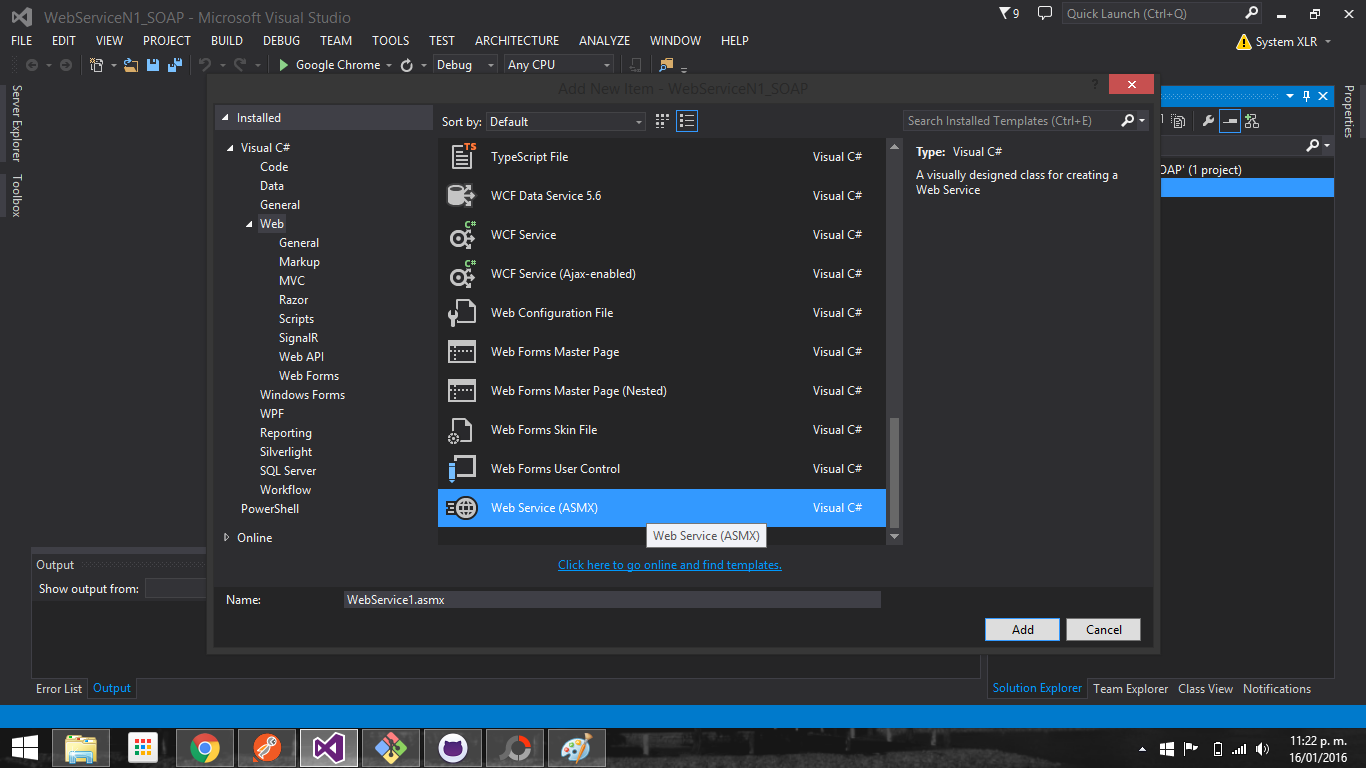 WebServiceN1_SOAP - Microsoft Visual Studio
9
Quick Launch (Ctrl+Q)
FILE EDIT VIEW PROJECT BUILD DEBUG TEAM TOOLS TEST ARCHITECTURE ANALYZE WINDOW HELP
System XLR
Google Chrome
Debug
Any CPU
Server Explorer
Toolbox
Add New Item - WebServiceN1_SOAP
?
Installed
Visual C#
Code
Data
General
Web
General
Markup
MVC
Razor
Scripts
SignalR
Web API
Web Forms
Windows Forms
WPF
Reporting
Silverlight
SQL Server
Workflow
PowerShell
Online
Sort by: Default
TS
TypeScript File Visual C#
WCF Data Service 5.6 Visual C#
C#
WCF Service Visual C#
C#
WCF Service (Ajax-enabled) Visual C#
Web Configuration File Visual C#
Web Forms Master Page Visual C#
Web Forms Master Page (Nested) Visual C#
Web Forms Skin File Visual C#
Web Forms User Control Visual C#
Web Service (ASMX) Visual C#
Web Service (ASMX)
Click here to go online and find templates.
Search Installed Templates (Ctrl+E)
Type: Visual C#
A visually designed class for creating a
Web Service
Name: WebService1.asmx
Add
Cancel
OAP' (1 project)
Properties
Output
Show output from:
Error List
Output
Solution Explorer
Team Explorer
Class View
Notifications
11:22 p. m.
16/01/2016